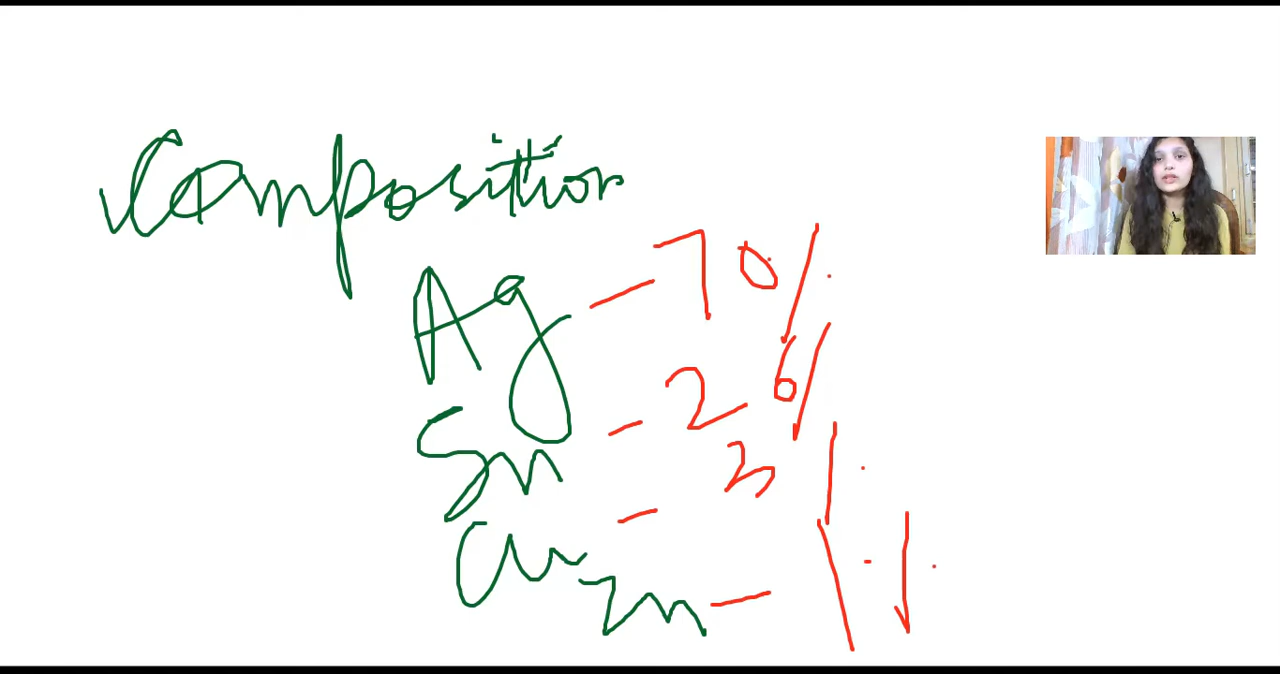 Composition
Ag - 70%
Sn - 26%
Cu - 3%
Zn - 1%